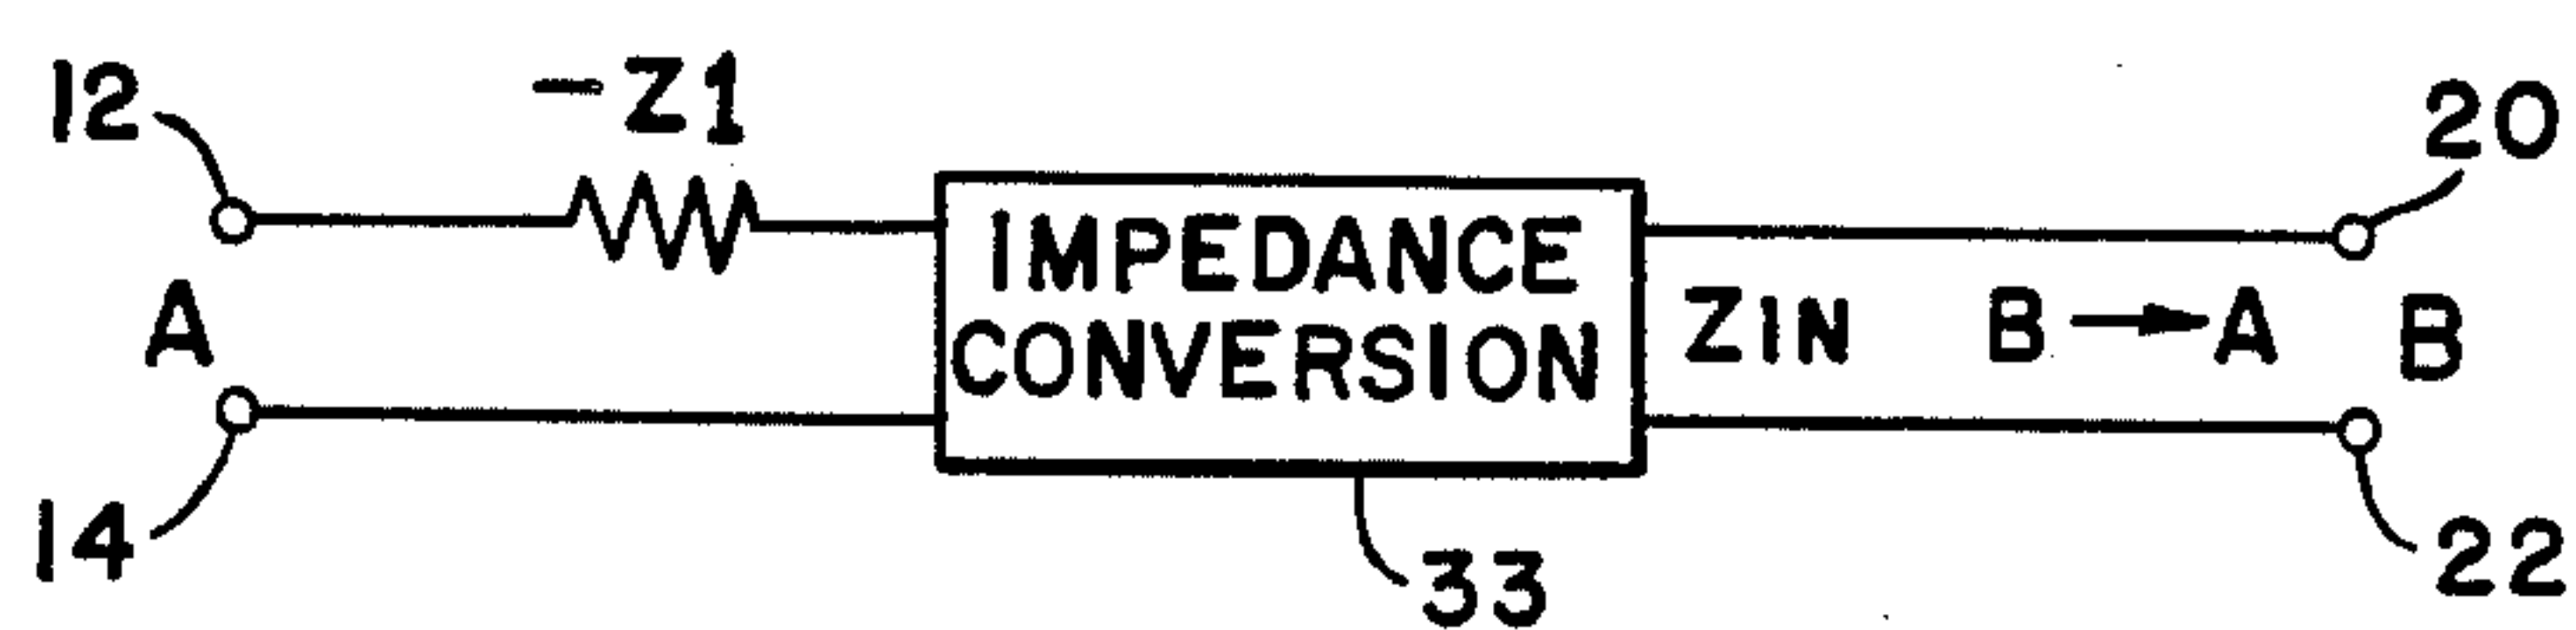 12
-Z1
20
IMPEDANCE
CONVERSION
A
ZIN B→A
B
14
33
22